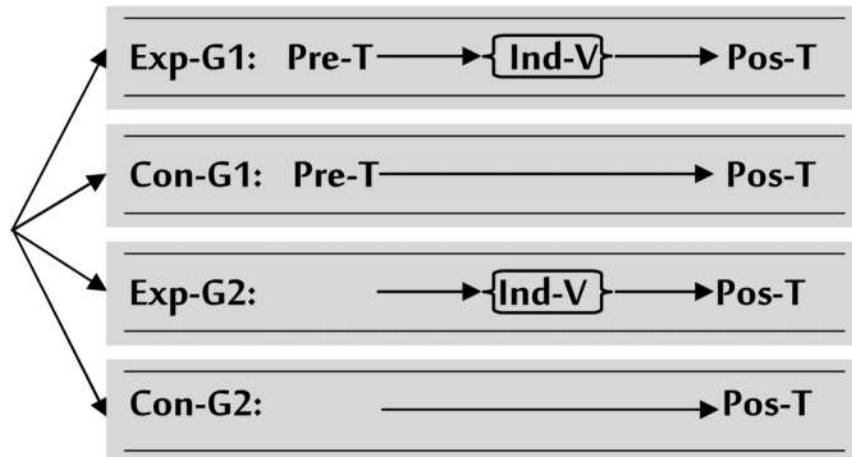 Exp-G1: Pre-T Ind-V Pos-T
Con-G1: Pre-T Pos-T
Exp-G2: Ind-V Pos-T
Con-G2: Pos-T